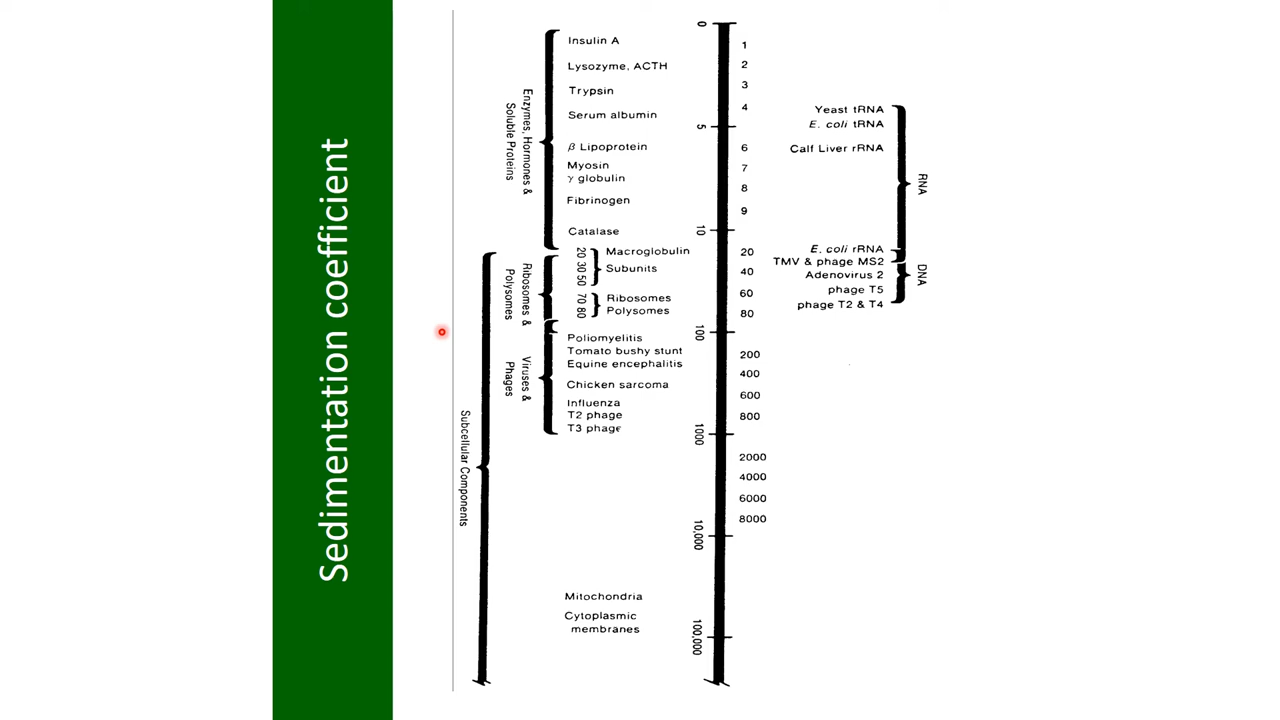 Sedimentation coefficient
Subcellular Components
Enzymes, Hormones &
Soluble Proteins
Ribosomes &
Polysomes
Viruses &
Phages
Insulin A
Lysozyme, ACTH
Trypsin
Serum albumin
β Lipoprotein
Myosin
γ globulin
Fibrinogen
Catalase
20 30 50
Macroglobulin
Subunits
70 80
Ribosomes
Polysomes
Poliomyelitis
Tomato bushy stunt
Equine encephalitis
Chicken sarcoma
Influenza
T2 phage
T3 phage
Mitochondria
Cytoplasmic
membranes
0
5
10
100
1000
10,000
100,000
1
2
3
4
6
7
8
9
20
40
60
80
200
400
600
800
2000
4000
6000
8000
Yeast tRNA
E. coli tRNA
Calf Liver rRNA
E. coli rRNA
TMV & phage MS2
Adenovirus 2
phage T5
phage T2 & T4
RNA
DNA